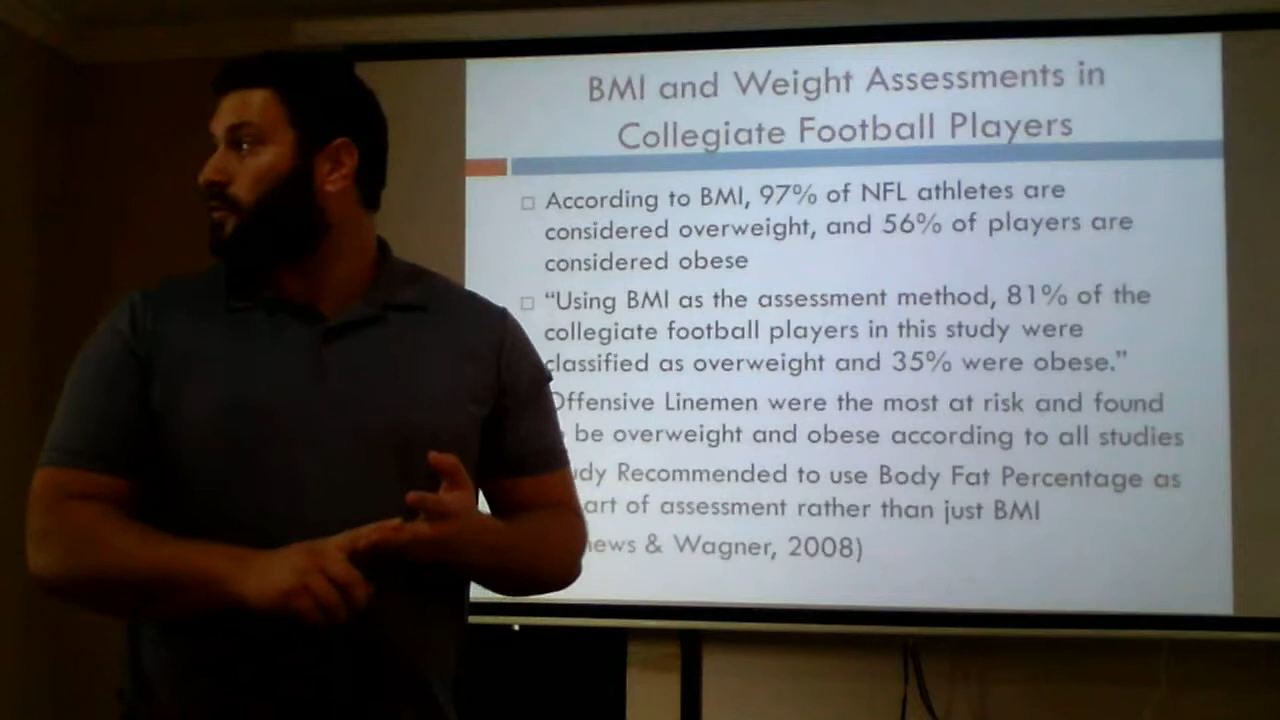 BMI and Weight Assessments in
Collegiate Football Players
According to BMI, 97% of NFL athletes are
considered overweight, and 56% of players are
considered obese
“Using BMI as the assessment method, 81% of the
collegiate football players in this study were
classified as overweight and 35% were obese.”
Offensive Linemen were the most at risk and found
be overweight and obese according to all studies
Recommended to use Body Fat Percentage as
of assessment rather than just BMI
& Wagner, 2008)